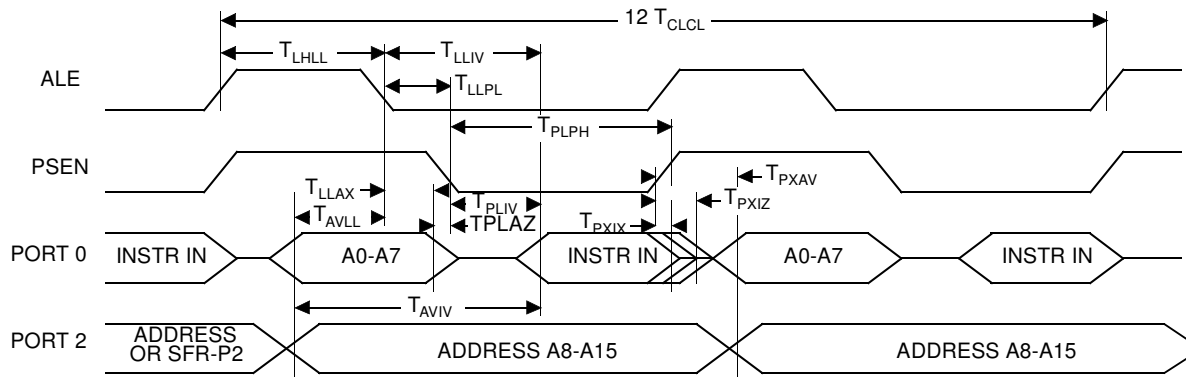 12 TCLCL
TLHLL TLLIV
ALE
TLLPL
TPLPH
PSEN
TLLAX TPXAV
TPLIV TPXIZ
TAVLL TPLAZ TPXIX
PORT 0 INSTR IN A0-A7 INSTR IN A0-A7 INSTR IN
TAVIV
PORT 2 ADDRESS
OR SFR-P2 ADDRESS A8-A15 ADDRESS A8-A15